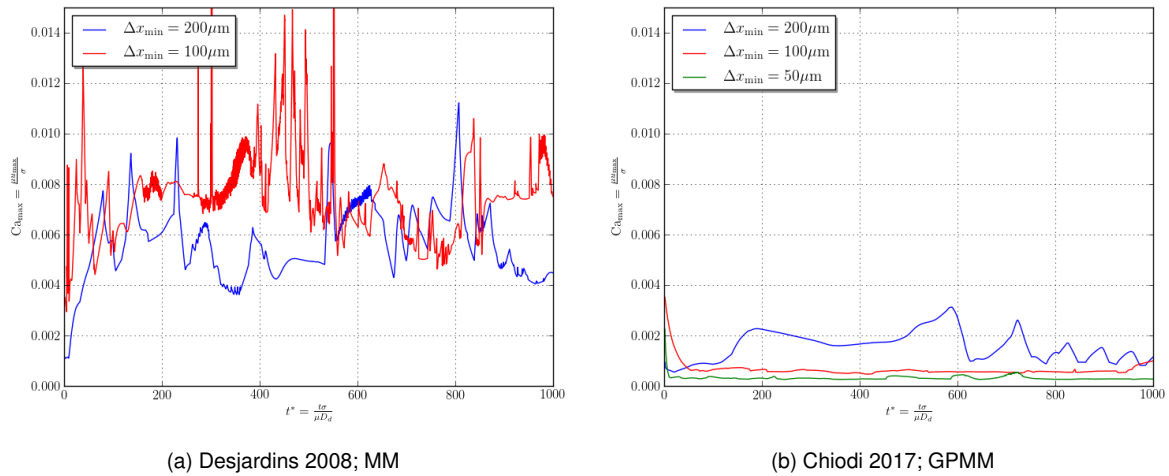 0.014
0.012
0.010
0.008
0.006
0.004
0.002
0.000
Ca_max = μu_max/σ
Δx_min = 200μm
Δx_min = 100μm
0 200 400 600 800 1000
t* = tσ/μD_d
(a) Desjardins 2008; MM
0.014
0.012
0.010
0.008
0.006
0.004
0.002
0.000
Ca_max = μu_max/σ
Δx_min = 200μm
Δx_min = 100μm
Δx_min = 50μm
0 200 400 600 800 1000
t* = tσ/μD_d
(b) Chiodi 2017; GPMM